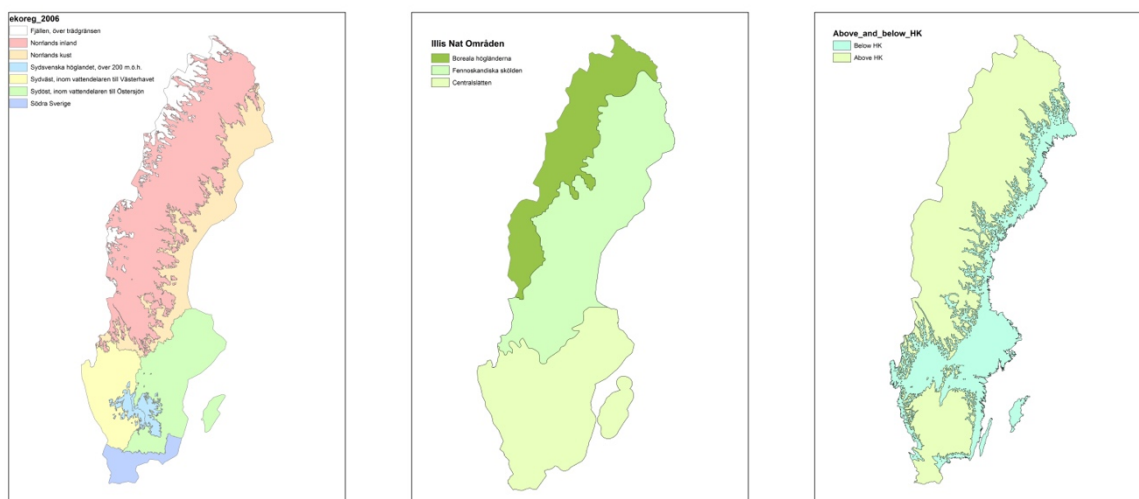 ekoreg_2006
Fjällen, över trädgränsen
Norrlands inland
Norrlands kust
Sydsvenska höglandet, över 200 m.ö.h.
Sydväst, inom vattendelaren till Västerhavet
Sydöst, inom vattendelaren till Östersjön
Södra Sverige
Illis Nat Områden
Boreala högländerna
Fennoskandiska skölden
Centralslätten
Above_and_below_HK
Below HK
Above HK